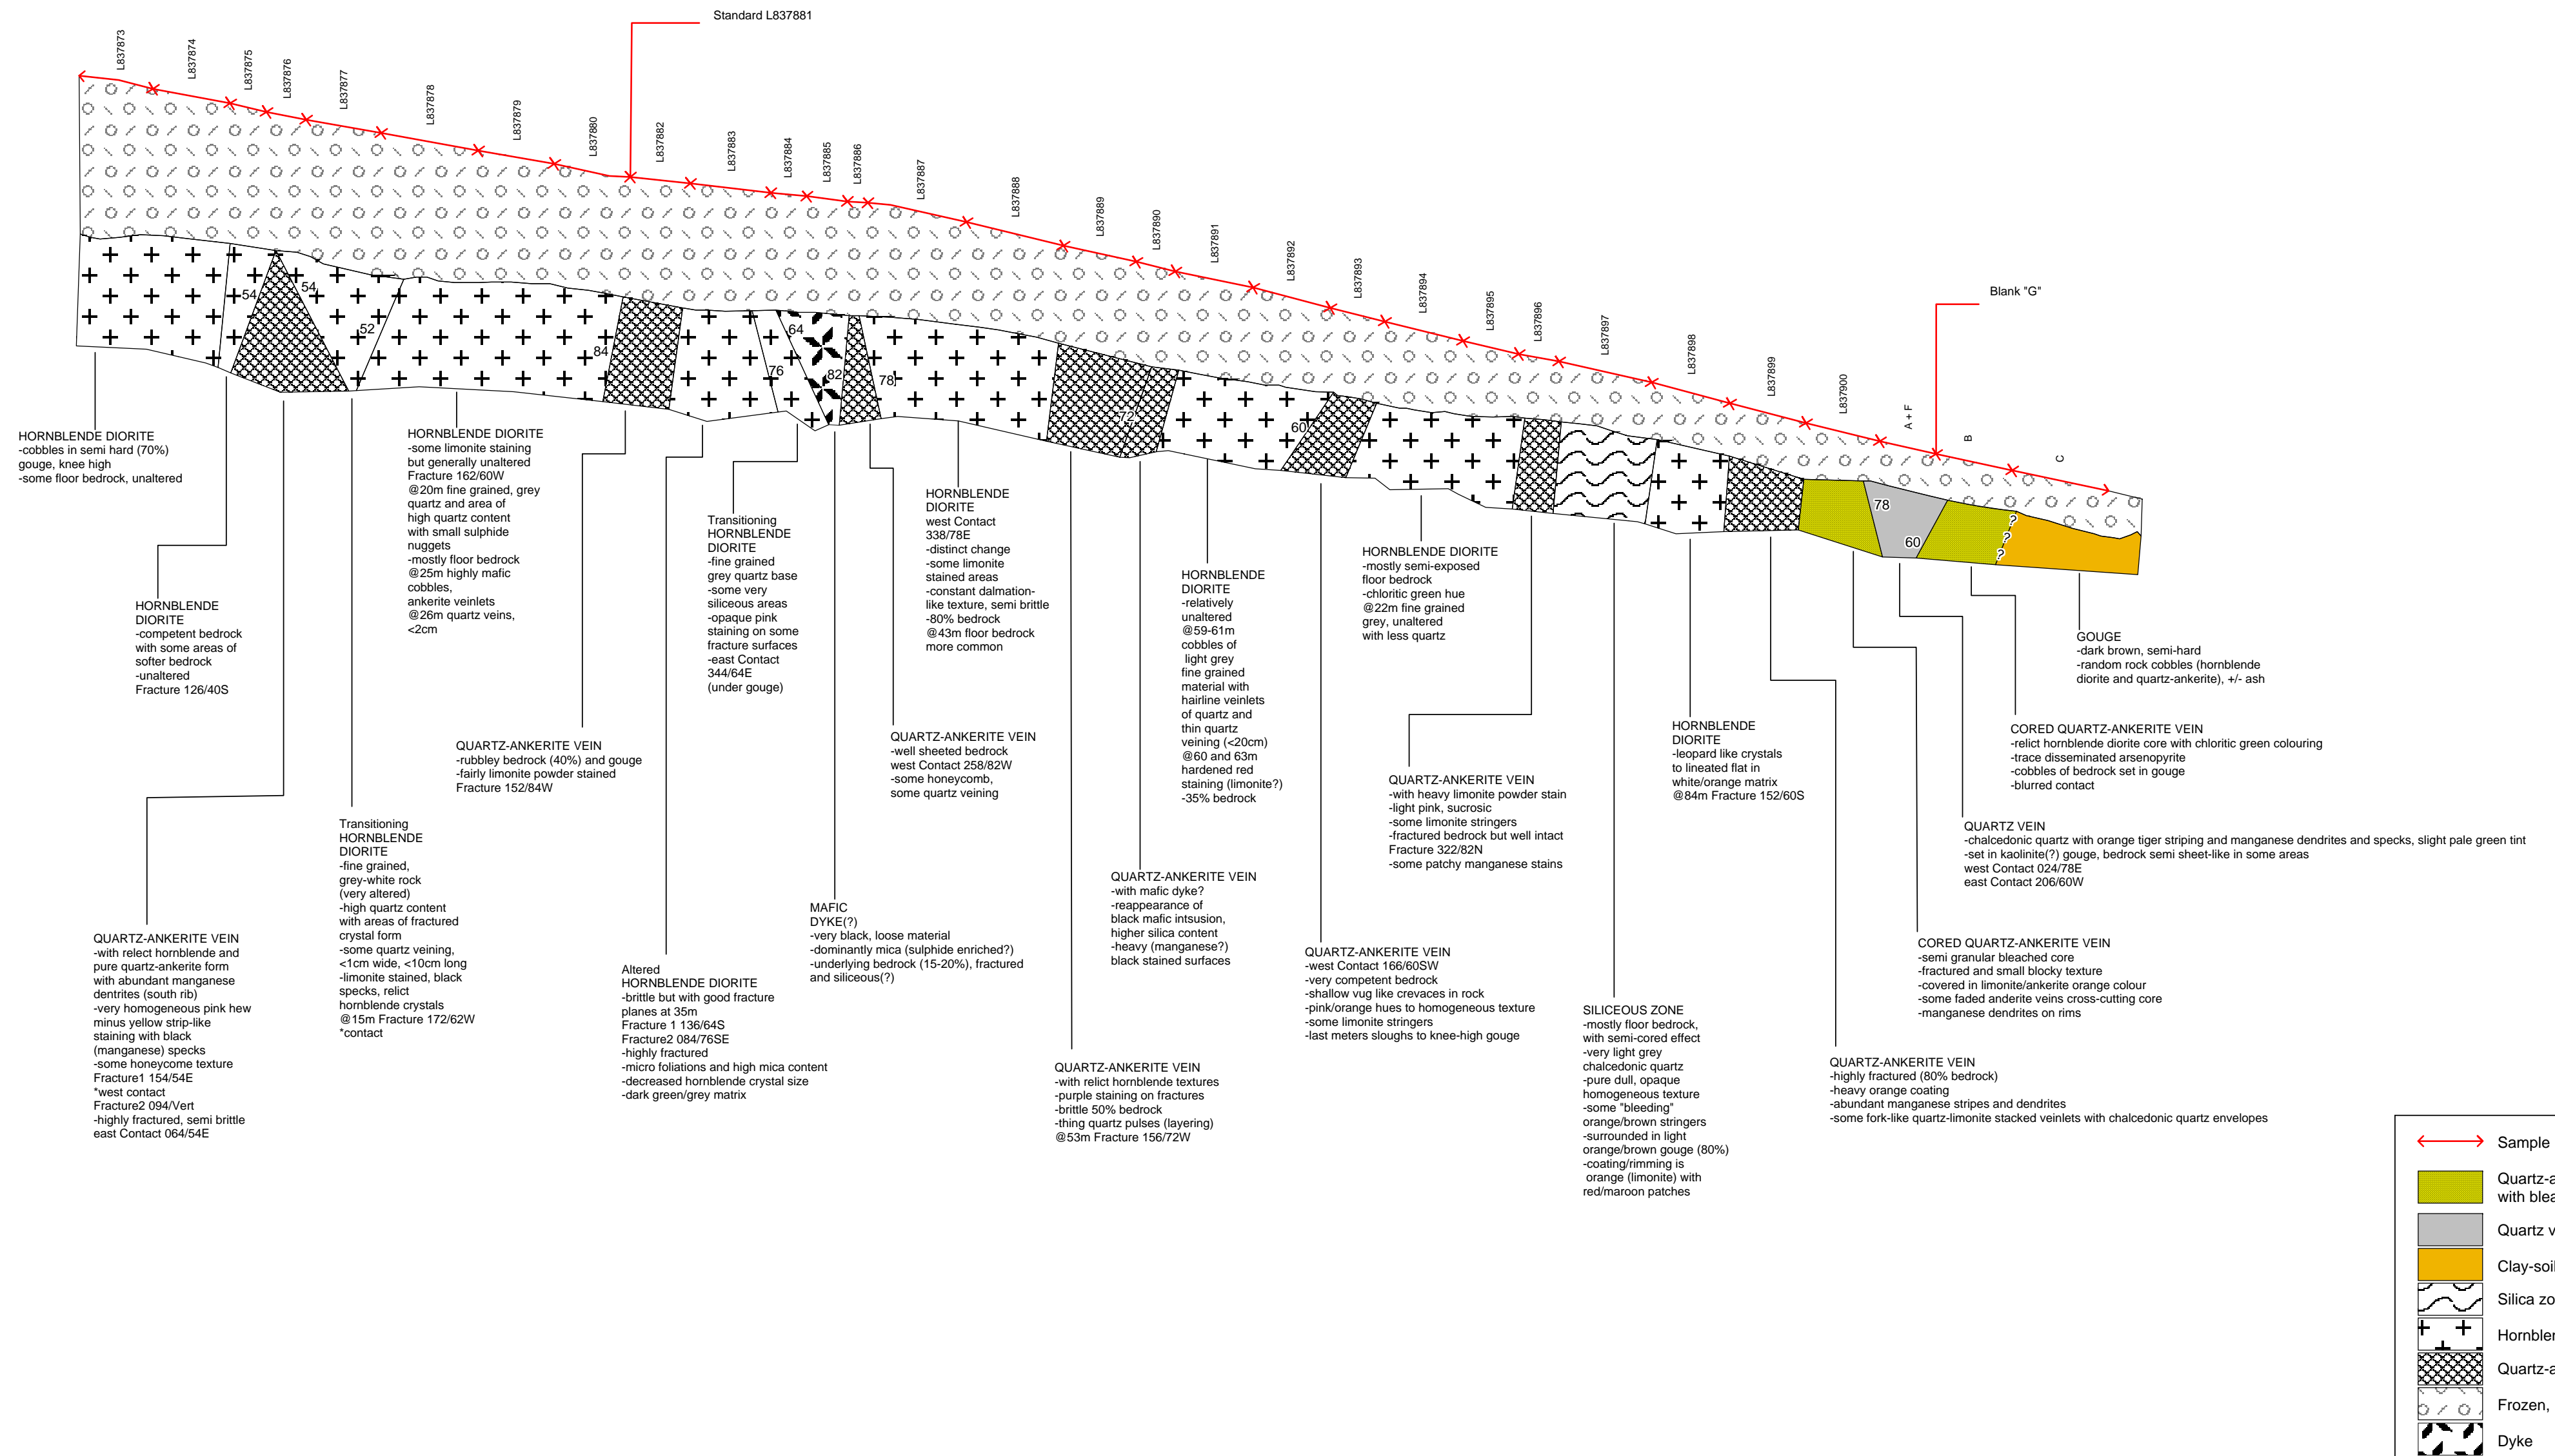 Standard L837881
L837873
L837874
L837875
L837876
L837877
L837878
L837879
L837880
L837882
L837883
L837884
L837885
L837886
L837887
L837888
L837889
L837890
L837891
L837892
L837893
L837894
L837895
L837896
L837897
L837898
L837899
L837900
A + F
B
C
Blank "G"
54
54
52
84
76
64
82
78
72
60
78
60
?
?
?
HORNBLENDE DIORITE
-cobbles in semi hard (70%)
gouge, knee high
-some floor bedrock, unaltered
HORNBLENDE
DIORITE
-competent bedrock
with some areas of
softer bedrock
-unaltered
Fracture 126/40S
QUARTZ-ANKERITE VEIN
-with relect hornblende and
pure quartz-ankerite form
with abundant manganese
dentrites (south rib)
-very homogeneous pink hew
minus yellow strip-like
staining with black
(manganese) specks
-some honeycome texture
Fracture1 154/54E
*west contact
Fracture2 094/Vert
-highly fractured, semi brittle
east Contact 064/54E
Transitioning
HORNBLENDE
DIORITE
-fine grained,
grey-white rock
(very altered)
-high quartz content
with areas of fractured
crystal form
-some quartz veining,
<1cm wide, <10cm long
-limonite stained, black
specks, relict
hornblende crystals
@15m Fracture 172/62W
*contact
HORNBLENDE DIORITE
-some limonite staining
but generally unaltered
Fracture 162/60W
@20m fine grained, grey
quartz and area of
high quartz content
with small sulphide
nuggets
-mostly floor bedrock
@25m highly mafic
cobbles,
ankerite veinlets
@26m quartz veins,
<2cm
QUARTZ-ANKERITE VEIN
-rubbley bedrock (40%) and gouge
-fairly limonite powder stained
Fracture 152/84W
Altered
HORNBLENDE DIORITE
-brittle but with good fracture
planes at 35m
Fracture 1 136/64S
Fracture2 084/76SE
-highly fractured
-micro foliations and high mica content
-decreased hornblende crystal size
-dark green/grey matrix
Transitioning
HORNBLENDE
DIORITE
-fine grained
grey quartz base
-some very
siliceous areas
-opaque pink
staining on some
fracture surfaces
-east Contact
344/64E
(under gouge)
MAFIC
DYKE(?)
-very black, loose material
-dominantly mica (sulphide enriched?)
-underlying bedrock (15-20%), fractured
and siliceous(?)
QUARTZ-ANKERITE VEIN
-well sheeted bedrock
west Contact 258/82W
-some honeycomb,
some quartz veining
HORNBLENDE
DIORITE
west Contact
338/78E
-distinct change
-some limonite
stained areas
-constant dalmation-
like texture, semi brittle
-80% bedrock
@43m floor bedrock
more common
QUARTZ-ANKERITE VEIN
-with relict hornblende textures
-purple staining on fractures
-brittle 50% bedrock
-thing quartz pulses (layering)
@53m Fracture 156/72W
QUARTZ-ANKERITE VEIN
-with mafic dyke?
-reappearance of
black mafic intsusion,
higher silica content
-heavy (manganese?)
black stained surfaces
HORNBLENDE
DIORITE
-relatively
unaltered
@59-61m
cobbles of
light grey
fine grained
material with
hairline veinlets
of quartz and
thin quartz
veining (<20cm)
@60 and 63m
hardened red
staining (limonite?)
-35% bedrock
QUARTZ-ANKERITE VEIN
-west Contact 166/60SW
-very competent bedrock
-shallow vug like crevaces in rock
-pink/orange hues to homogeneous texture
-some limonite stringers
-last meters sloughs to knee-high gouge
HORNBLENDE DIORITE
-mostly semi-exposed
floor bedrock
-chloritic green hue
@22m fine grained
grey, unaltered
with less quartz
QUARTZ-ANKERITE VEIN
-with heavy limonite powder stain
-light pink, sucrosic
-some limonite stringers
-fractured bedrock but well intact
Fracture 322/82N
-some patchy manganese stains
SILICEOUS ZONE
-mostly floor bedrock,
with semi-cored effect
-very light grey
chalcedonic quartz
-pure dull, opaque
homogeneous texture
-some "bleeding"
orange/brown stringers
-surrounded in light
orange/brown gouge (80%)
-coating/rimming is
orange (limonite) with
red/maroon patches
HORNBLENDE
DIORITE
-leopard like crystals
to lineated flat in
white/orange matrix
@84m Fracture 152/60S
QUARTZ-ANKERITE VEIN
-highly fractured (80% bedrock)
-heavy orange coating
-abundant manganese stripes and dendrites
-some fork-like quartz-limonite stacked veinlets with chalcedonic quartz envelopes
CORED QUARTZ-ANKERITE VEIN
-semi granular bleached core
-fractured and small blocky texture
-covered in limonite/ankerite orange colour
-some faded anderite veins cross-cutting core
-manganese dendrites on rims
QUARTZ VEIN
-chalcedonic quartz with orange tiger striping and manganese dendrites and specks, slight pale green tint
-set in kaolinite(?) gouge, bedrock semi sheet-like in some areas
west Contact 024/78E
east Contact 206/60W
CORED QUARTZ-ANKERITE VEIN
-relict hornblende diorite core with chloritic green colouring
-trace disseminated arsenopyrite
-cobbles of bedrock set in gouge
-blurred contact
GOUGE
-dark brown, semi-hard
-random rock cobbles (hornblende
diorite and quartz-ankerite), +/- ash
Sample
Quartz-a
with blea
Quartz v
Clay-soi
Silica zo
Hornblen
Quartz-a
Frozen,
Dyke